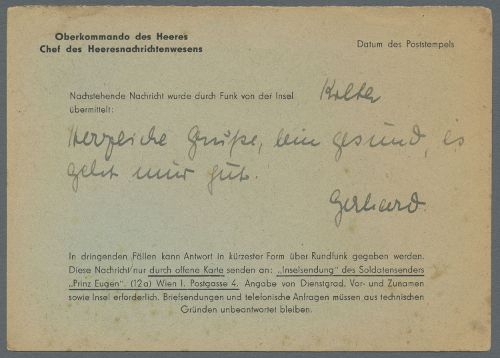 Oberkommando des Heeres
Chef des Heeresnachrichtenwesens
Datum des Poststempels
Nachstehende Nachricht wurde durch Funk von der Insel
übermittelt:
Herzliche Grüße, bin gesund, es
geht mir gut.
Gerhard
In dringenden Fällen kann Antwort in kürzester Form über Rundfunk gegeben werden.
Diese Nachricht nur durch offene Karte senden an: „Inselsendung" des Soldatensenders
„Prinz Eugen". (12a) Wien I. Postgasse 4. Angabe von Dienstgrad, Vor- und Zunamen
sowie Insel erforderlich. Briefsendungen und telefonische Anfragen müssen aus technischen
Gründen unbeantwortet bleiben.